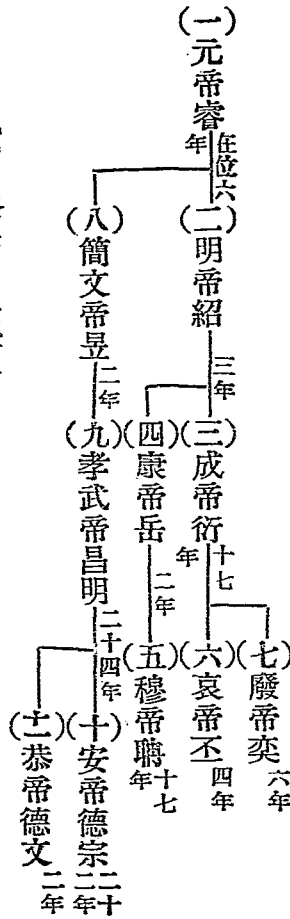 （一）元帝睿
在位六年
（二）明帝紹
三年
（三）成帝衍
十七年
（七）廢帝奕
六年
（六）哀帝丕
四年
（四）康帝岳
二年
（五）穆帝聃
十七年
（八）簡文帝昱
二年
（九）孝武帝昌明
二十四年
（十）安帝德宗
二十二年
（十一）恭帝德文
二年